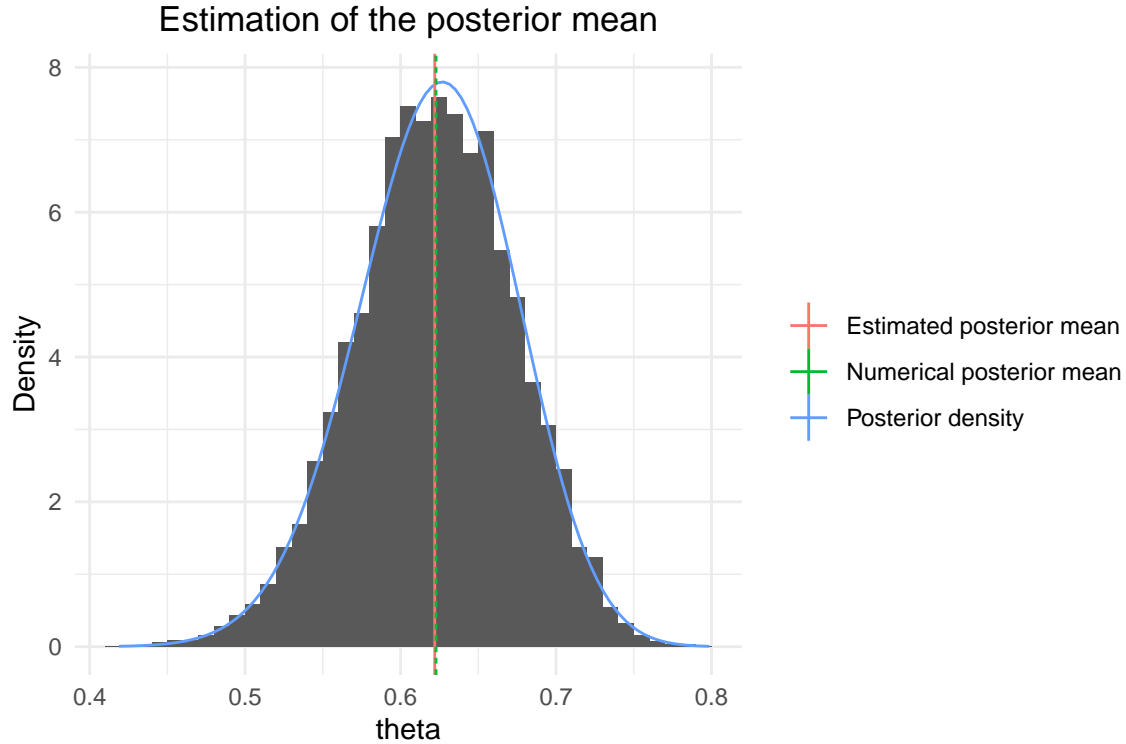 Estimation of the posterior mean
8
6
4
2
0
Density
0.4
0.5
0.6
0.7
0.8
theta
Estimated posterior mean
Numerical posterior mean
Posterior density